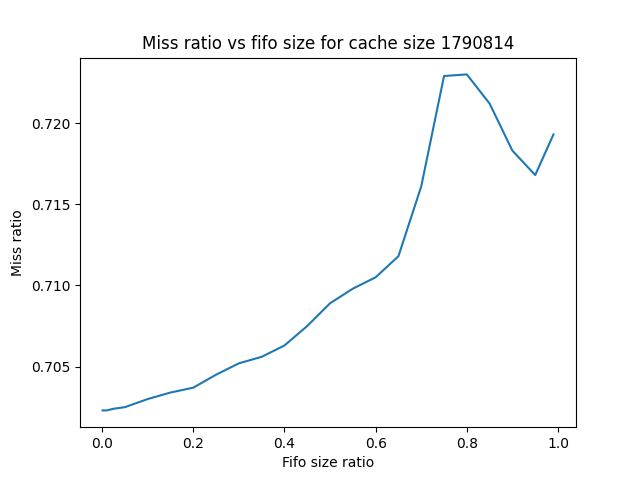 Miss ratio vs fifo size for cache size 1790814
0.720
0.715
0.710
0.705
Miss ratio
0.0 0.2 0.4 0.6 0.8 1.0
Fifo size ratio